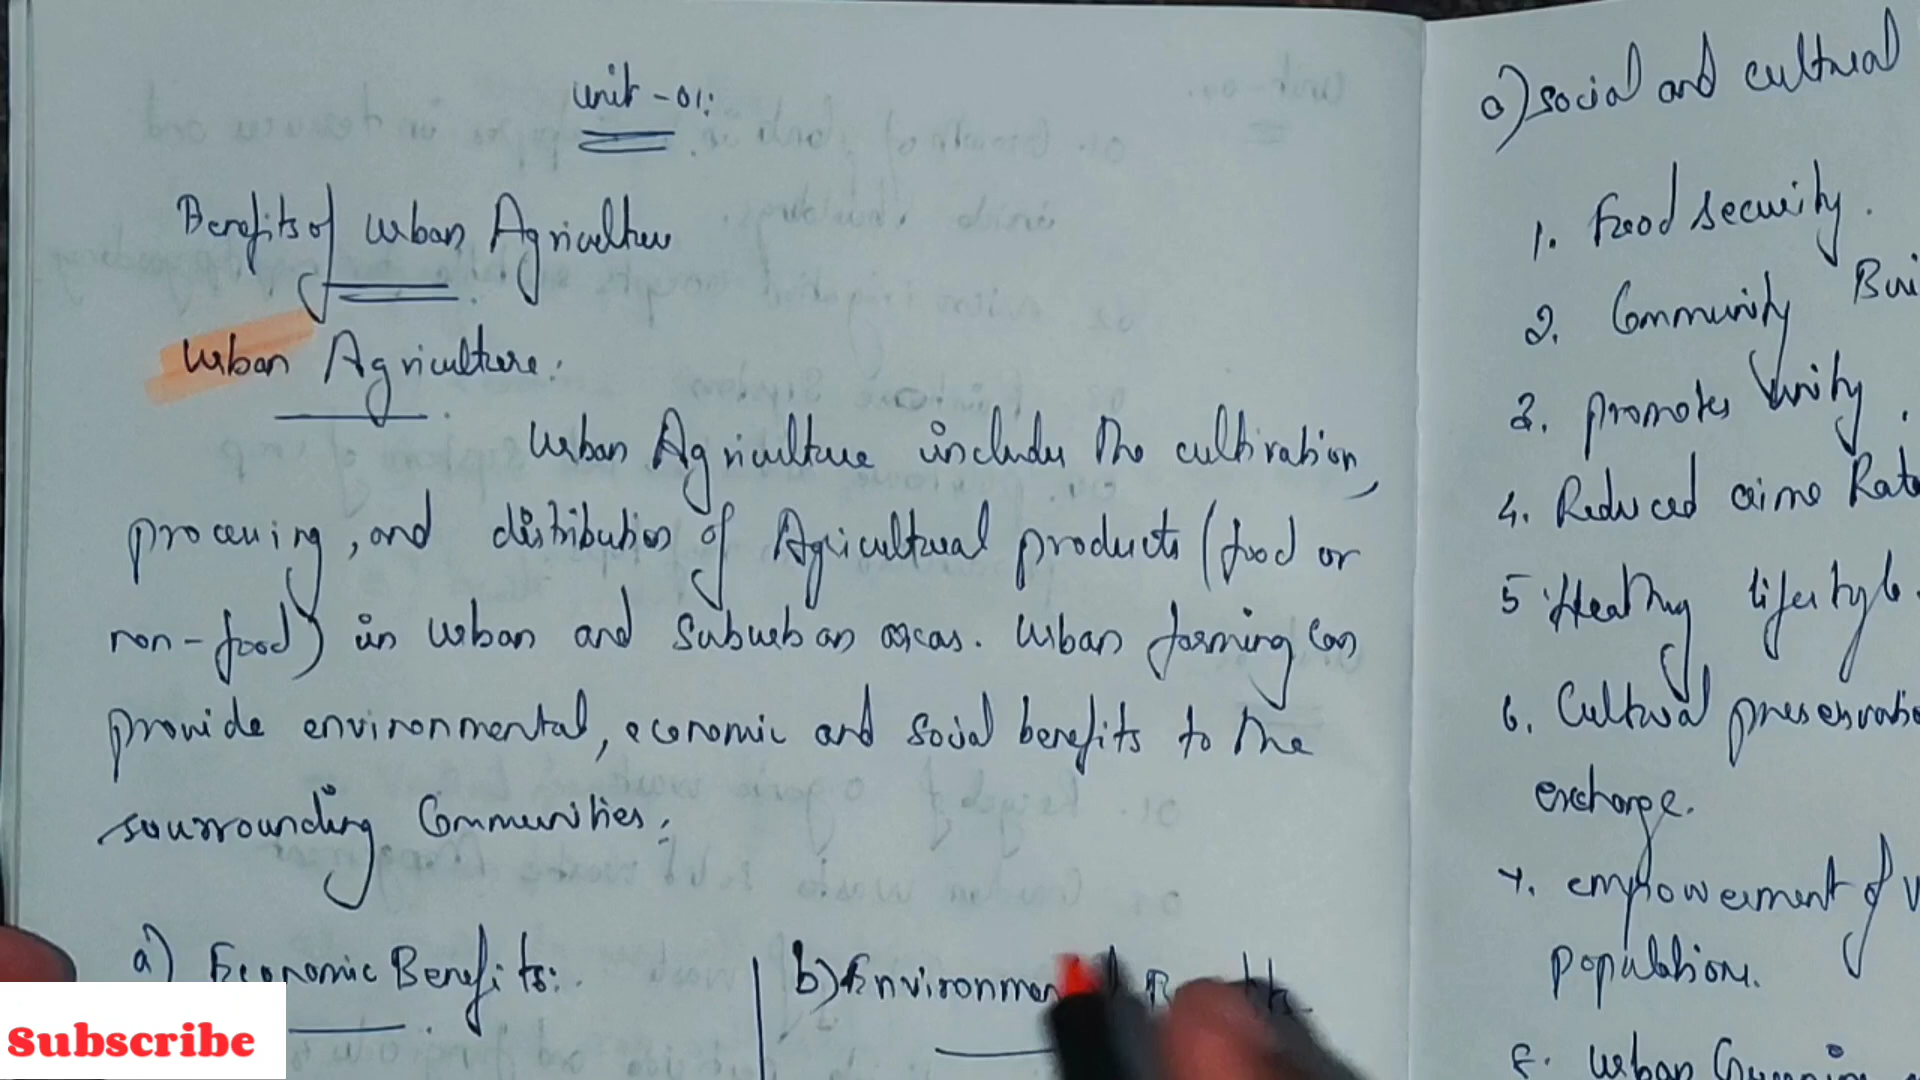 Unit-01:
Benefits of Urban Agriculture
Urban Agriculture:
Urban Agriculture includes the cultivation,
processing, and distribution of Agricultural products (food or
non-food) in urban and suburban areas. Urban farming can
provide environmental, economic and social benefits to the
sourrounding Communities.
a) Economic Benefits:
b) Environmental
a) social and cultural
1. Food security.
2. Community Bui
3. promotes Unity.
4. Reduced crime Rate
5. Healthy lifestyle.
6. Cultural preservatio
exchange.
7. empowerment of
population.
8. Urban
Subscribe